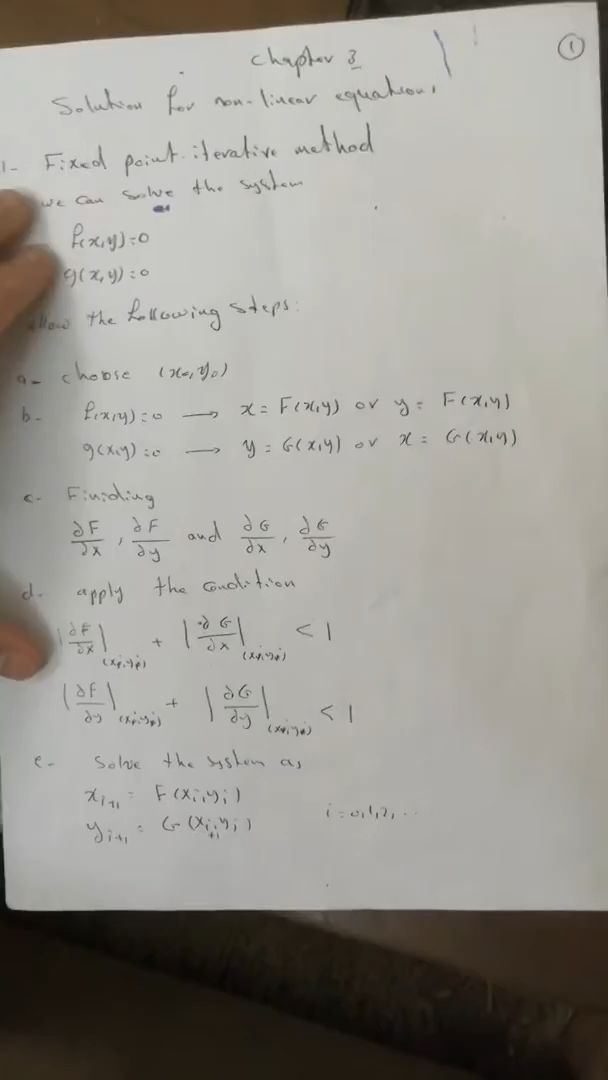 ①
Chapter 3
Solution for non-linear equations
1- Fixed point iterative method
we can solve the system
f(x,y)=0
g(x,y)=0
the following steps:
a- choose (x₀,y₀)
b- f(x,y)=0 → x = F(x,y) or y = F(x,y)
g(x,y)=0 → y = G(x,y) or x = G(x,y)
c- Finiding
∂F/∂x , ∂F/∂y and ∂G/∂x , ∂G/∂y
d- apply the condition
|∂F/∂x| + |∂G/∂x| < 1
|∂F/∂y| + |∂G/∂y| < 1
e- Solve the system as
xᵢ₊₁ = F(xᵢ,yᵢ)
yᵢ₊₁ = G(xᵢ₊₁,yᵢ) i=0,1,2,...